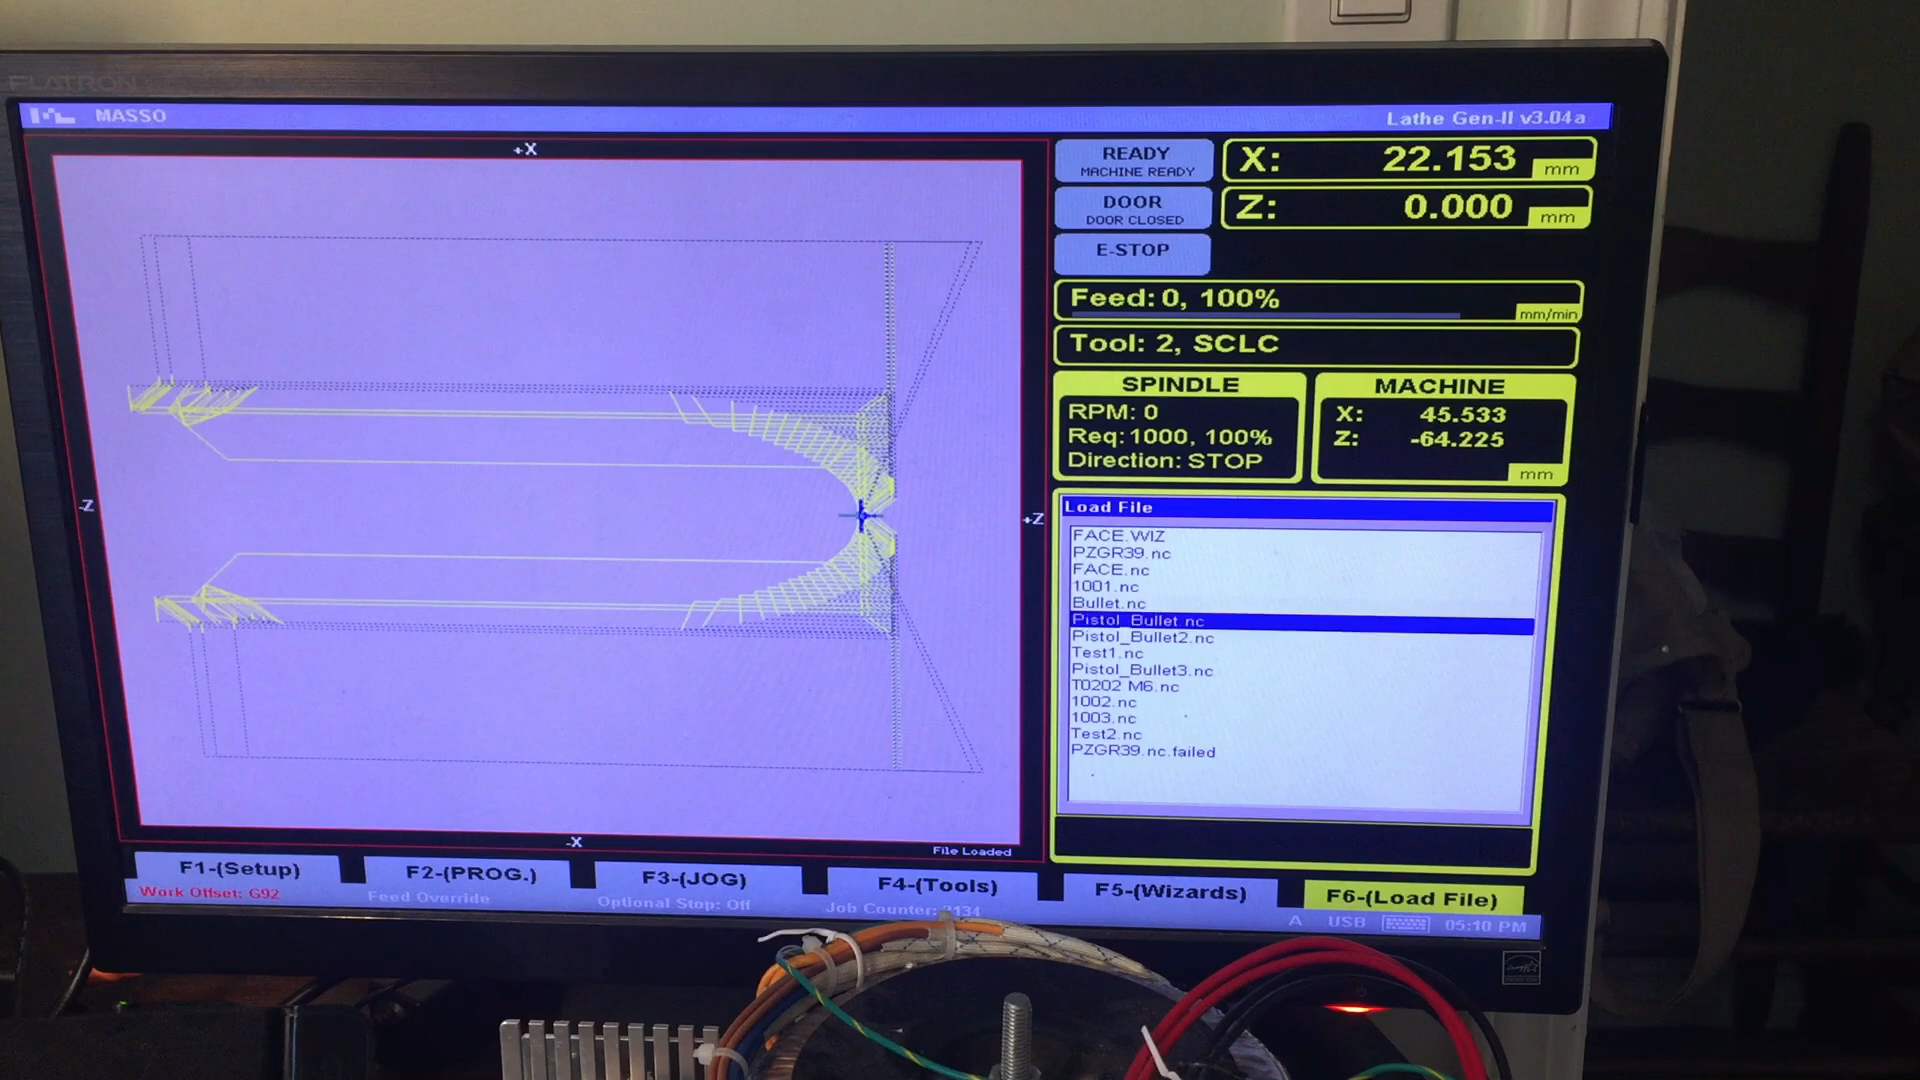 FLATRON
MASSO
Lathe Gen-II v3.04a
+X
-Z
+Z
-X
File Loaded
READY
MACHINE READY
DOOR
DOOR CLOSED
E-STOP
X: 22.153 mm
Z: 0.000 mm
Feed: 0, 100%
mm/min
Tool: 2, SCLC
SPINDLE
RPM: 0
Req: 1000, 100%
Direction: STOP
MACHINE
X: 45.533
Z: -64.225
mm
Load File
FACE.WIZ
PZGR39.nc
FACE.nc
1001.nc
Bullet.nc
Pistol_Bullet.nc
Pistol_Bullet2.nc
Test1.nc
Pistol_Bullet3.nc
T0202 M6.nc
1002.nc
1003.nc
Test2.nc
PZGR39.nc.failed
F1-(Setup)
F2-(PROG.)
F3-(JOG)
F4-(Tools)
F5-(Wizards)
F6-(Load File)
Work Offset: G92
Feed Override
Optional Stop: Off
Job Counter:
A
USB
05:10 PM